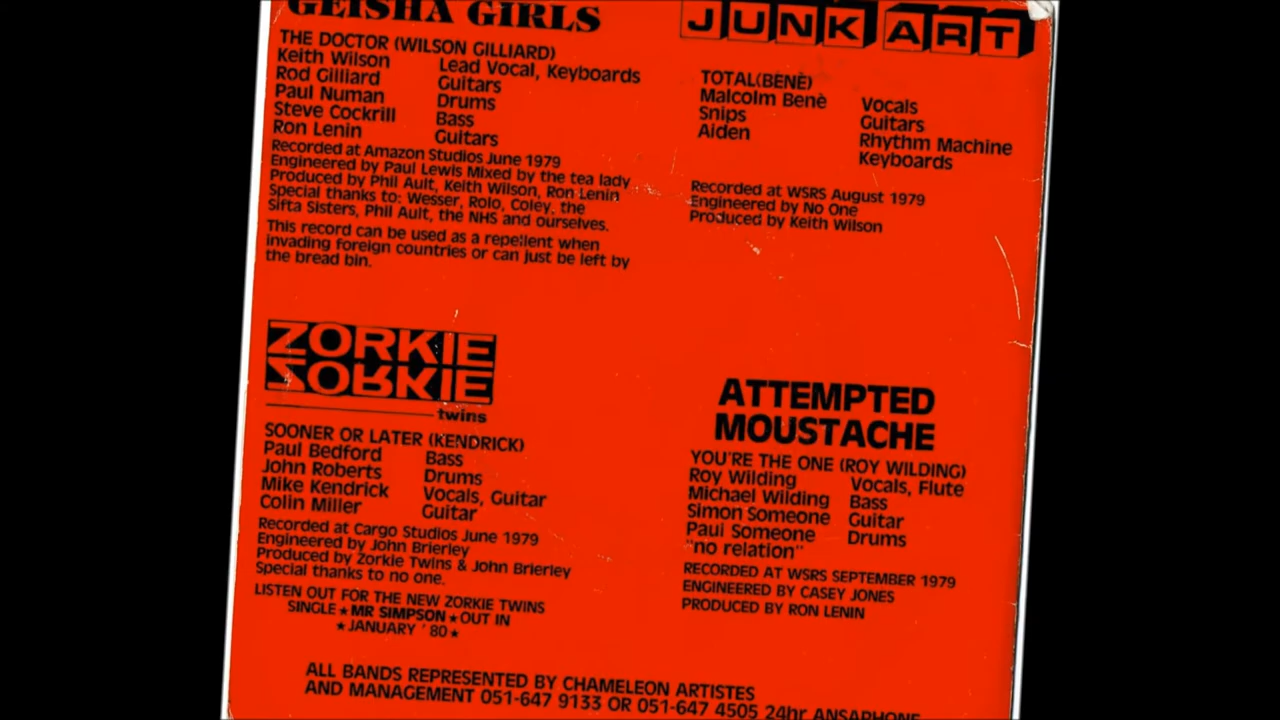 GEISHA GIRLS
THE DOCTOR (WILSON GILLIARD)
Keith Wilson Lead Vocal, Keyboards
Rod Gilliard Guitars
Paul Numan Drums
Steve Cockrill Bass
Ron Lenin Guitars
Recorded at Amazon Studios June 1979
Engineered by Paul Lewis Mixed by the tea lady
Produced by Phil Ault, Keith Wilson, Ron Lenin
Special thanks to: Wesser, Rolo, Coley, the
Sifta Sisters, Phil Ault, the NHS and ourselves.
This record can be used as a repellent when
invading foreign countries or can just be left by
the bread bin.
JUNK ART
TOTAL(BENÈ)
Malcolm Benè Vocals
Snips Guitars
Aiden Rhythm Machine
Keyboards
Recorded at WSRS August 1979
Engineered by No One
Produced by Keith Wilson
ZORKIE
ZORKIE
twins
SOONER OR LATER (KENDRICK)
Paul Bedford Bass
John Roberts Drums
Mike Kendrick Vocals, Guitar
Colin Miller Guitar
Recorded at Cargo Studios June 1979
Engineered by John Brierley
Produced by Zorkie Twins & John Brierley
Special thanks to no one.
LISTEN OUT FOR THE NEW ZORKIE TWINS
SINGLE ★ MR SIMPSON ★ OUT IN
★ JANUARY '80 ★
ATTEMPTED
MOUSTACHE
YOU'RE THE ONE (ROY WILDING)
Roy Wilding Vocals, Flute
Michael Wilding Bass
Simon Someone Guitar
Paul Someone Drums
"no relation"
RECORDED AT WSRS SEPTEMBER 1979
ENGINEERED BY CASEY JONES
PRODUCED BY RON LENIN
ALL BANDS REPRESENTED BY CHAMELEON ARTISTES
AND MANAGEMENT 051-647 9133 OR 051-647 4505 24hr ANSAPHONE